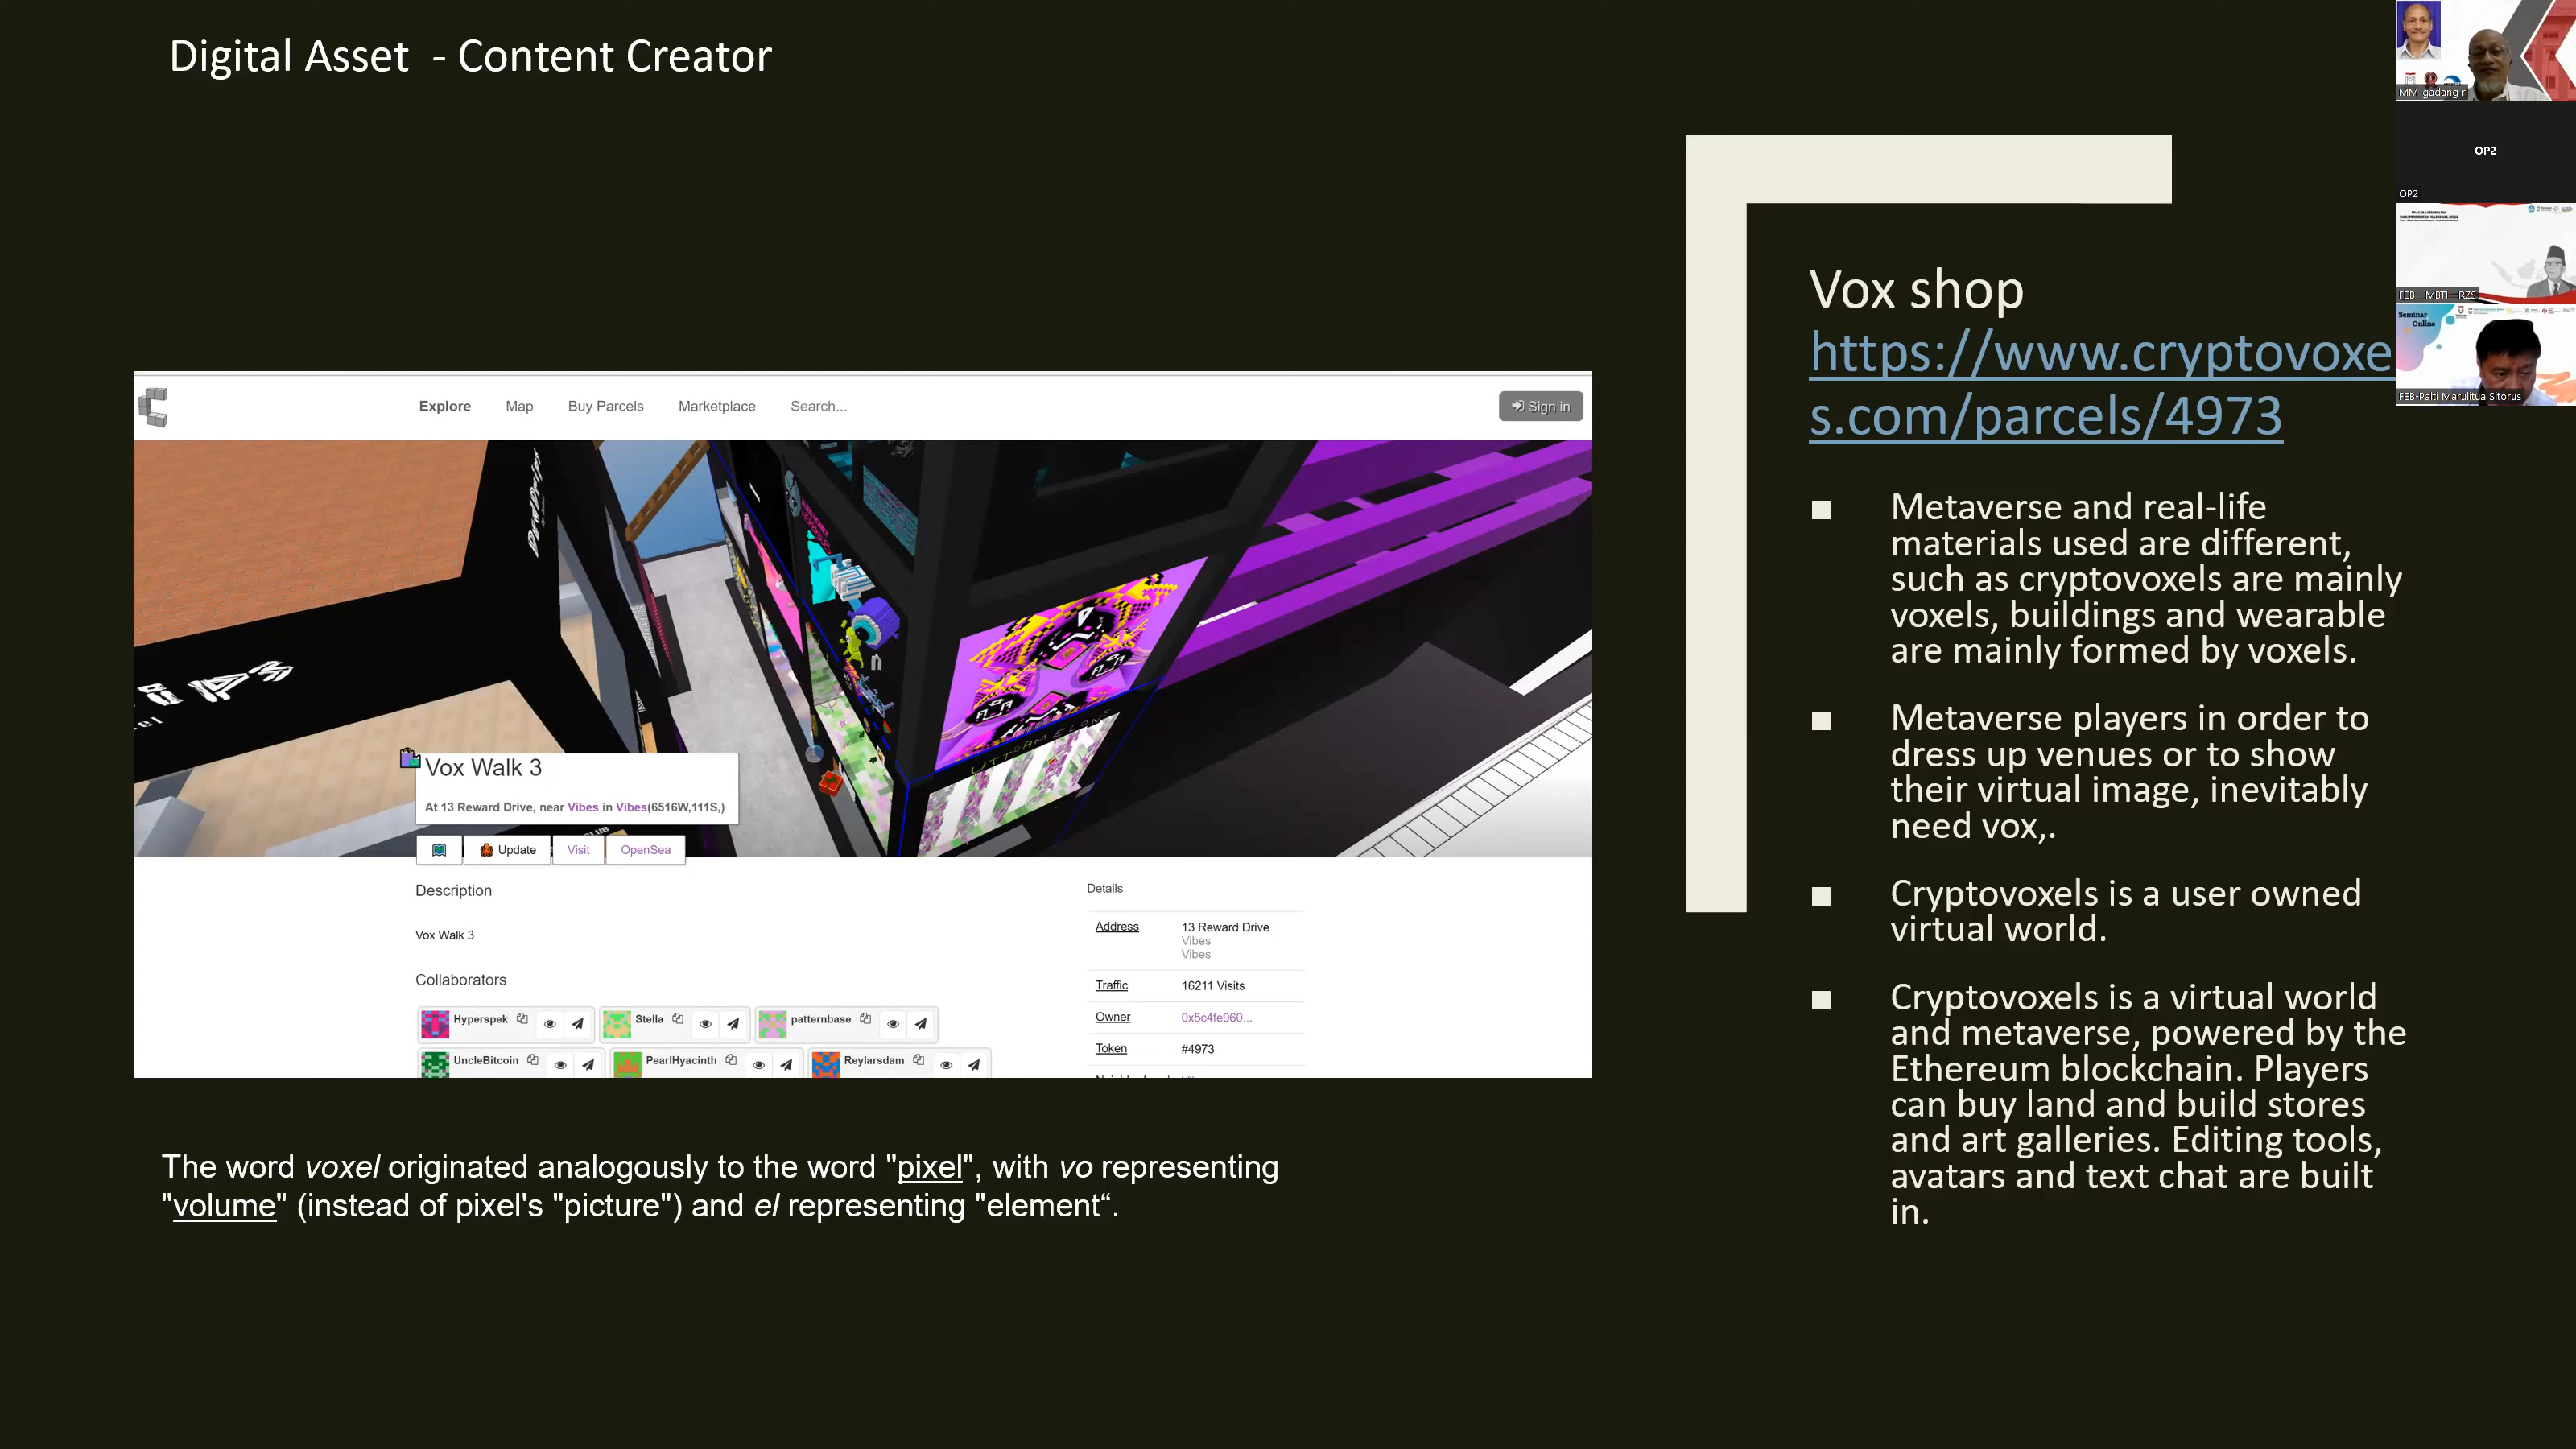 Digital Asset - Content Creator
Explore Map Buy Parcels Marketplace Search... Sign in
Vox Walk 3
At 13 Reward Drive, near Vibes in Vibes(6516W,111S,)
Update Visit OpenSea
Description
Vox Walk 3
Collaborators
Hyperspek Stella patternbase
UncleBitcoin PearlHyacinth Reylarsdam
Details
Address 13 Reward Drive
Vibes
Vibes
Traffic 16211 Visits
Owner 0x5c4fe960...
Token #4973
The word voxel originated analogously to the word "pixel", with vo representing
"volume" (instead of pixel's "picture") and el representing "element“.
Vox shop
https://www.cryptovoxe
s.com/parcels/4973
■ Metaverse and real-life
materials used are different,
such as cryptovoxels are mainly
voxels, buildings and wearable
are mainly formed by voxels.
■ Metaverse players in order to
dress up venues or to show
their virtual image, inevitably
need vox,.
■ Cryptovoxels is a user owned
virtual world.
■ Cryptovoxels is a virtual world
and metaverse, powered by the
Ethereum blockchain. Players
can buy land and build stores
and art galleries. Editing tools,
avatars and text chat are built
in.
MM_gadang r
OP2
OP2
FEB - MBTI - RZS
Seminar
Online
FEB-Palti Marulitua Sitorus